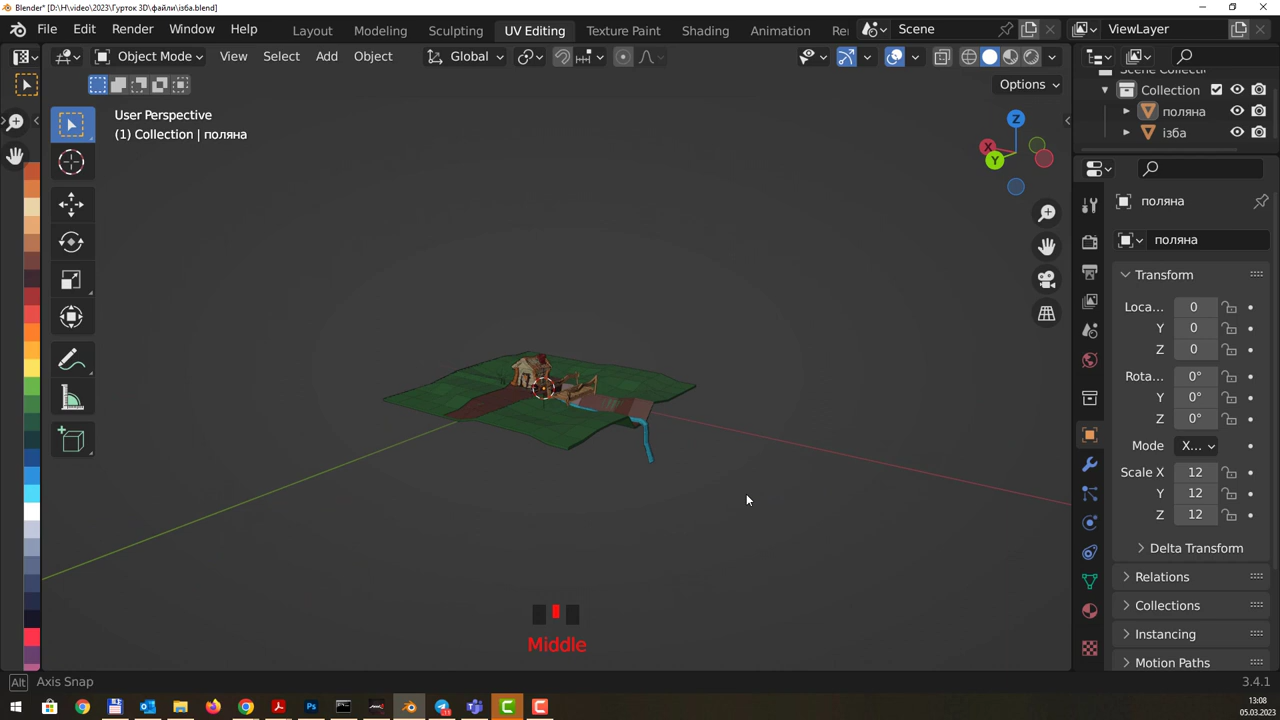 Blender* [D:\H\video\2023\Гурток 3D\файли\ізба.blend]
File Edit Render Window Help Layout Modeling Sculpting UV Editing Texture Paint Shading Animation Re Scene ViewLayer
Object Mode View Select Add Object Global
Options
User Perspective
(1) Collection | поляна
Scene Collecti
Collection
поляна
ізба
X
Y
Z
поляна
поляна
Transform
Loca... 0
Y 0
Z 0
Rota... 0°
Y 0°
Z 0°
Mode X...
Scale X 12
Y 12
Z 12
Delta Transform
Relations
Collections
Instancing
Motion Paths
Middle
Alt Axis Snap
3.4.1
13:08
05.03.2023